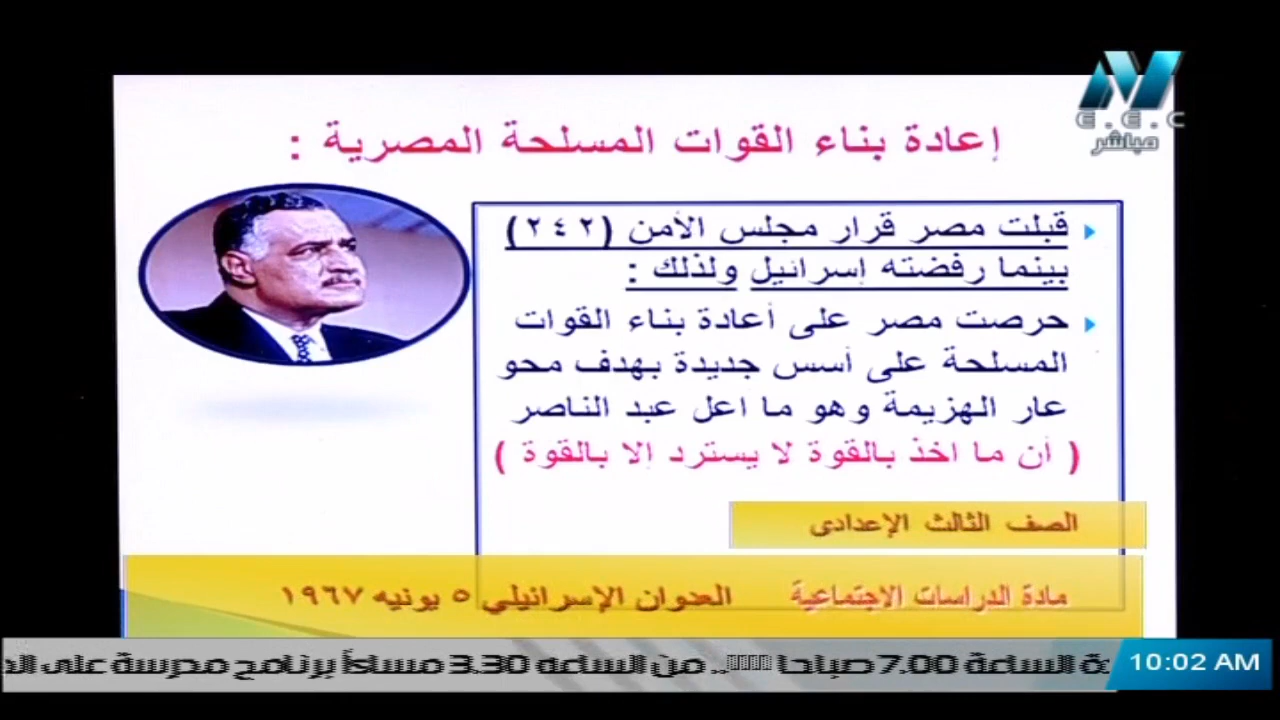 E.E.C
مباشر
إعادة بناء القوات المسلحة المصرية :
قبلت مصر قرار مجلس الأمن (٢٤٢)
بينما رفضته إسرائيل ولذلك :
حرصت مصر على أعادة بناء القوات
المسلحة على أسس جديدة بهدف محو
عار الهزيمة وهو ما اعل عبد الناصر
( أن ما اخذ بالقوة لا يسترد إلا بالقوة )
الصف الثالث الإعدادى
مادة الدراسات الاجتماعية العدوان الإسرائيلي ٥ يونيه ١٩٦٧
الساعة 7.00 صباحا .. من الساعه 3.30 مساءاً برنامج مدرسة على
10:02 AM